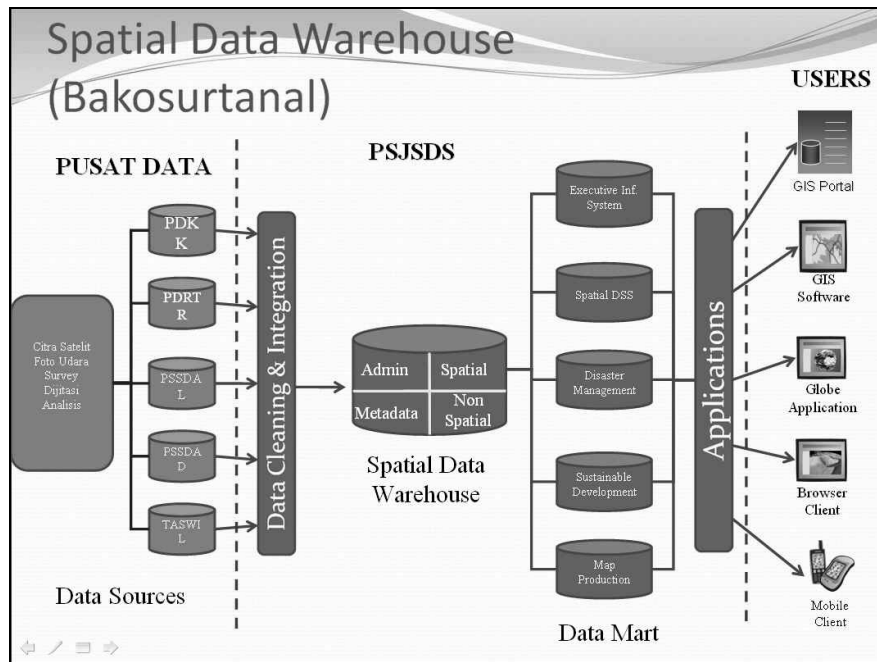 Spatial Data Warehouse
(Bakosurtanal)
USERS
PUSAT DATA
PSJSDS
PDK
K
PDRT
R
PSSDA
L
PSSDA
D
TASWI
L
Citra Satelit
Foto Udara
Survey
Dijitasi
Analisis
Data Sources
Data Cleaning & Integration
Admin
Spatial
Metadata
Non
Spatial
Spatial Data
Warehouse
Executive Inf.
System
Spatial DSS
Disaster
Management
Sustainable
Development
Map
Production
Data Mart
Applications
GIS Portal
GIS
Software
Globe
Application
Browser
Client
Mobile
Client